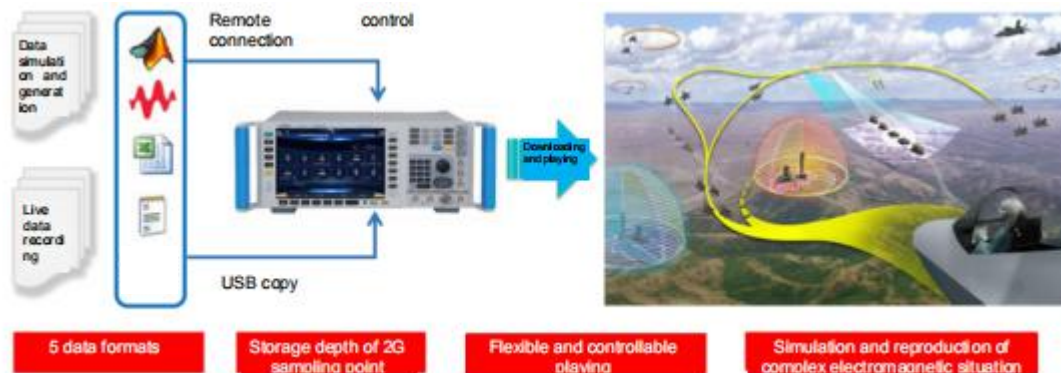 Data
simulati
on and
generat
ion
Remote control
connection
Live
data
recordi
ng
USB copy
Downloading
and playing
5 data formats
Storage depth of 2G
sampling point
Flexible and controllable
playing
Simulation and reproduction of
complex electromagnetic situation